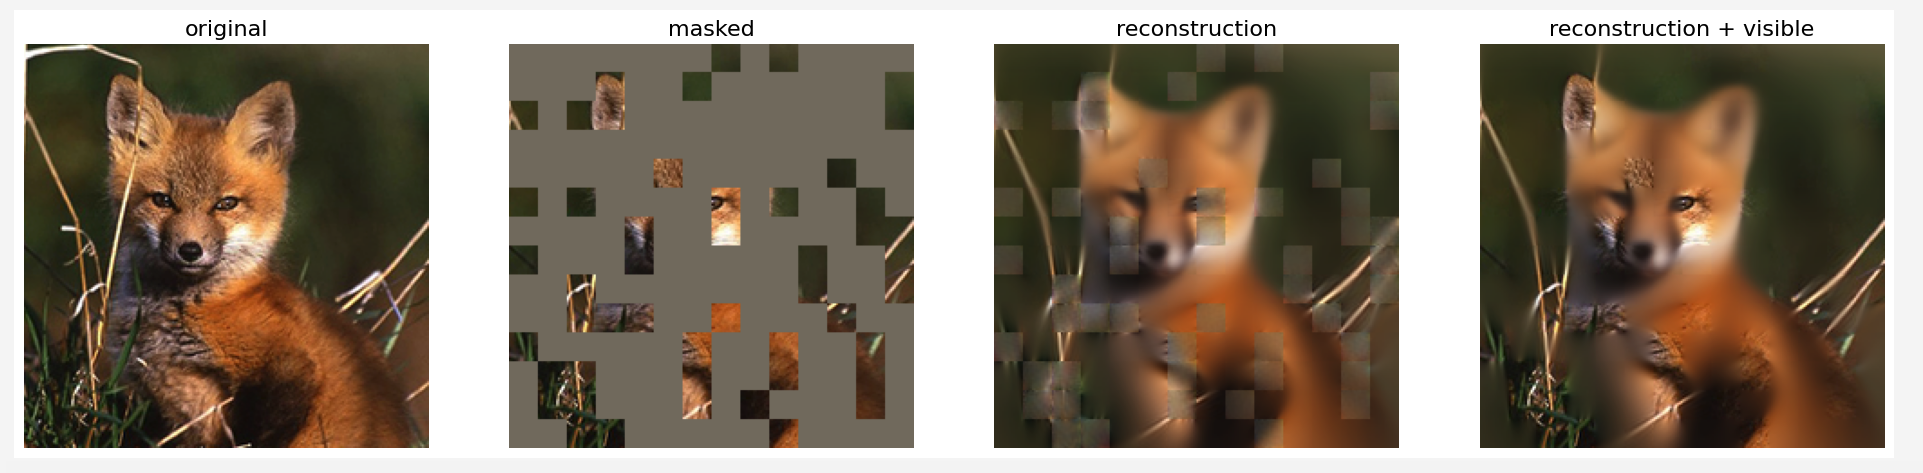 original
masked
reconstruction
reconstruction + visible